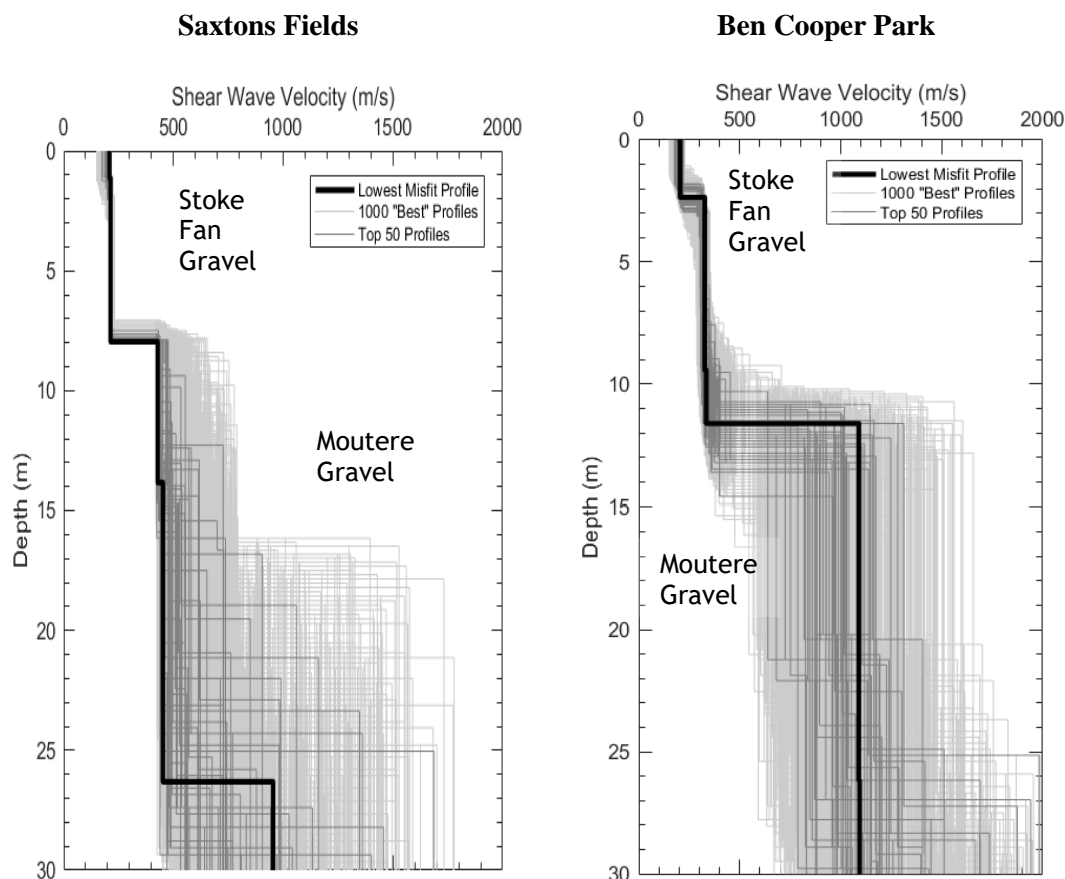 Saxtons Fields
Shear Wave Velocity (m/s)
0 500 1000 1500 2000
0
5
10
15
20
25
30
Depth (m)
Lowest Misfit Profile
1000 "Best" Profiles
Top 50 Profiles
Stoke
Fan
Gravel
Moutere
Gravel
Ben Cooper Park
Shear Wave Velocity (m/s)
0 500 1000 1500 2000
0
5
10
15
20
25
30
Depth (m)
Lowest Misfit Profile
1000 "Best" Profiles
Top 50 Profiles
Stoke
Fan
Gravel
Moutere
Gravel